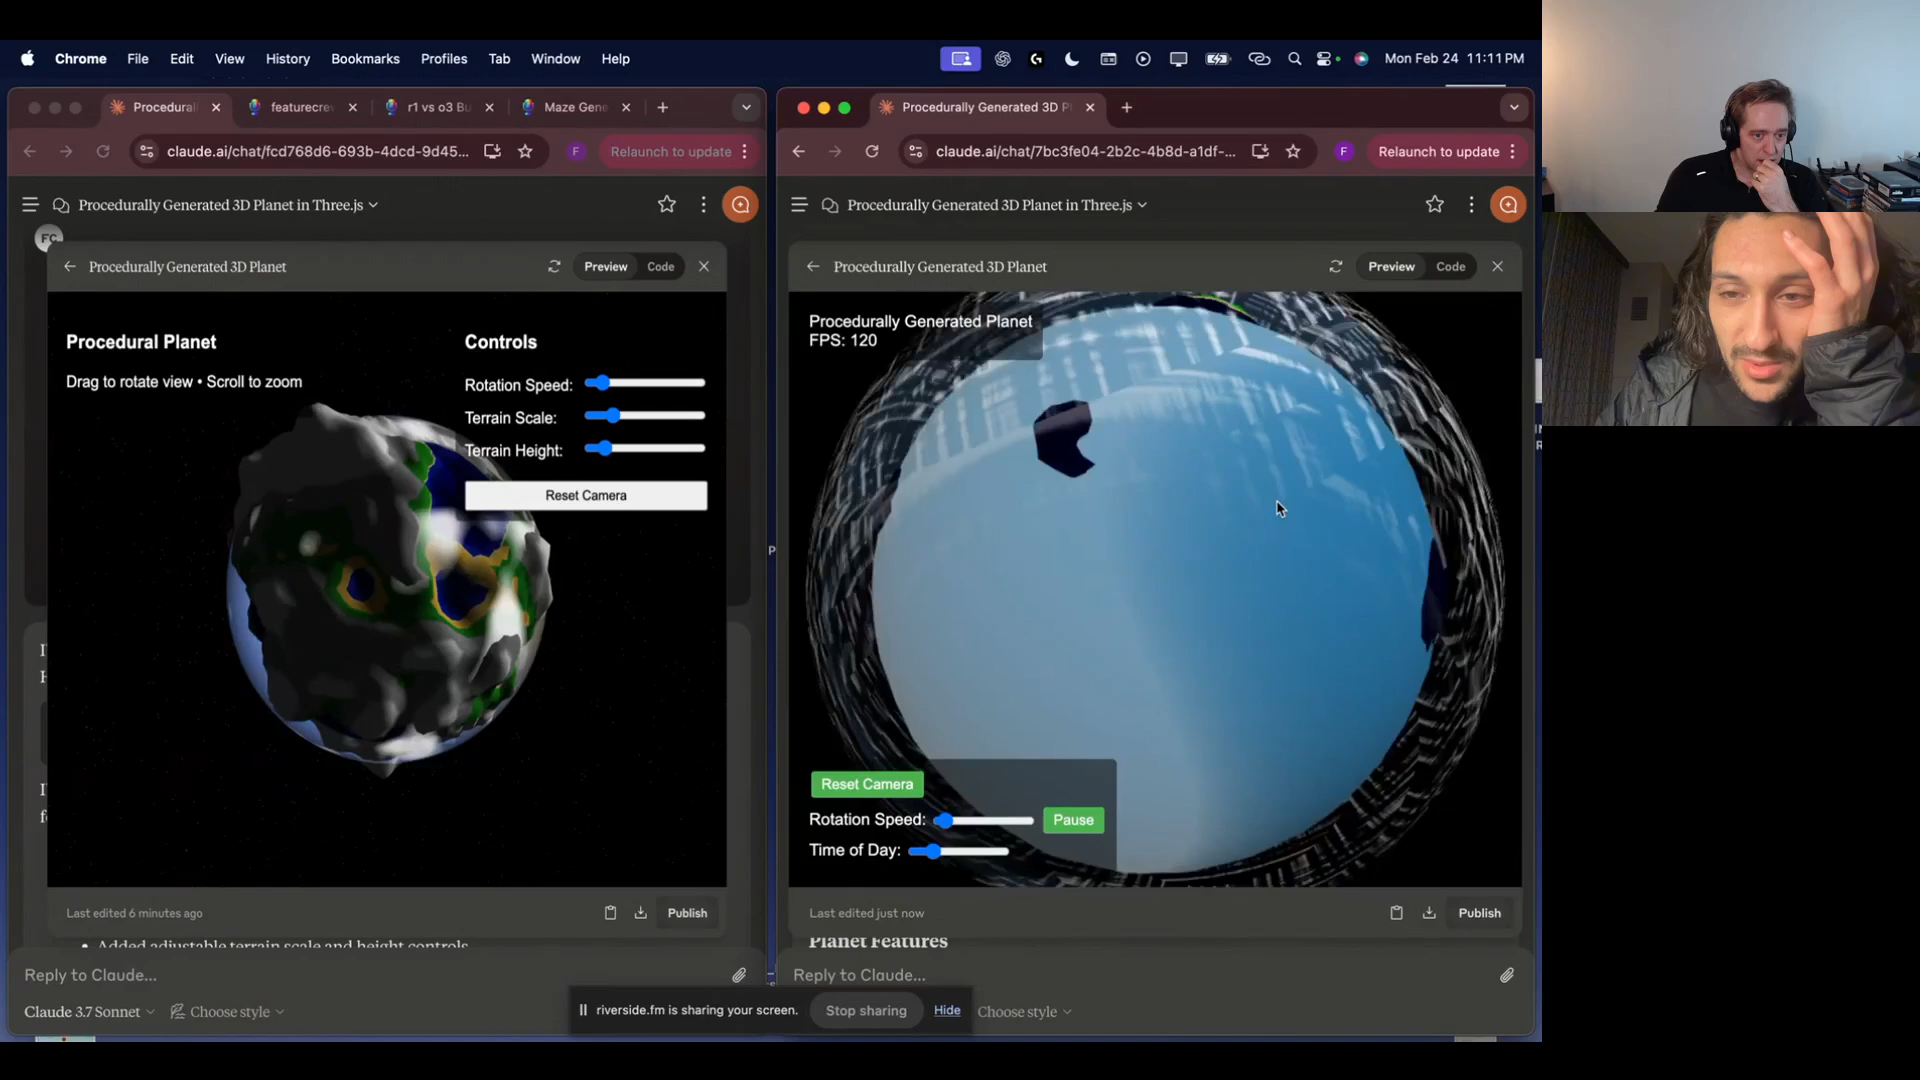 Chrome File Edit View History Bookmarks Profiles Tab Window Help
Mon Feb 24 11:11 PM
Procedural
featurecre
r1 vs o3 Bu
Maze Gene
claude.ai/chat/fcd768d6-693b-4dcd-9d45...
F
Relaunch to update
Procedurally Generated 3D Planet in Three.js
FC
Procedurally Generated 3D Planet
Preview
Code
Procedural Planet
Drag to rotate view • Scroll to zoom
Controls
Rotation Speed:
Terrain Scale:
Terrain Height:
Reset Camera
Last edited 6 minutes ago
Publish
• Added adjustable terrain scale and height controls
Reply to Claude...
Claude 3.7 Sonnet
Choose style
Procedurally Generated 3D P
claude.ai/chat/7bc3fe04-2b2c-4b8d-a1df-...
F
Relaunch to update
Procedurally Generated 3D Planet in Three.js
Procedurally Generated 3D Planet
Preview
Code
Procedurally Generated Planet
FPS: 120
Reset Camera
Rotation Speed:
Pause
Time of Day:
Last edited just now
Publish
Planet Features
Reply to Claude...
Choose style
riverside.fm is sharing your screen.
Stop sharing
Hide